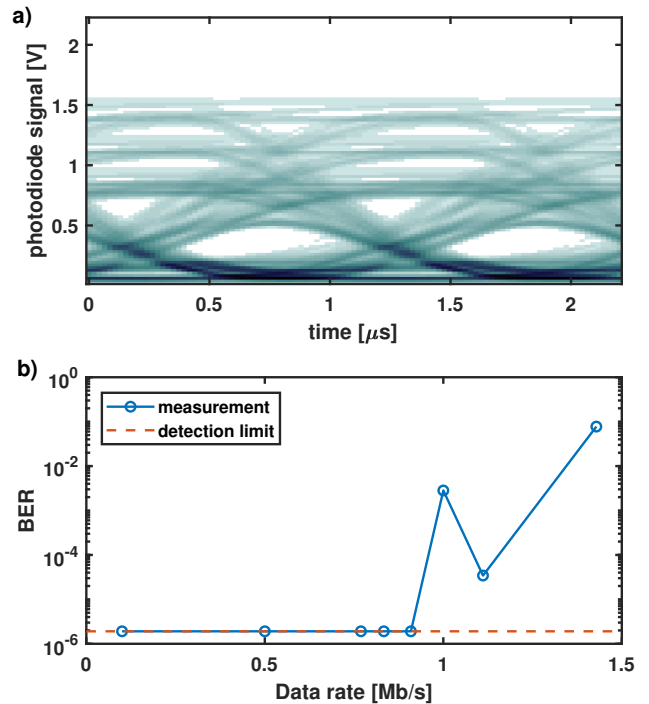 a)
photodiode signal [V]
2
1.5
1
0.5
0 0.5 1 1.5 2
time [μs]
b)
BER
10^0
10^-2
10^-4
10^-6
measurement
detection limit
0 0.5 1 1.5
Data rate [Mb/s]